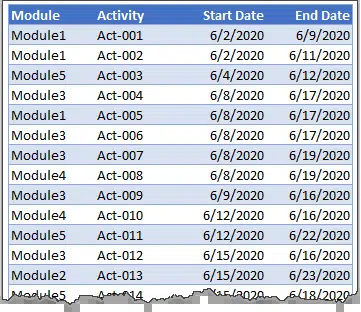 Module Activity Start Date End Date
Module1 Act-001 6/2/2020 6/9/2020
Module1 Act-002 6/2/2020 6/11/2020
Module5 Act-003 6/4/2020 6/12/2020
Module3 Act-004 6/8/2020 6/17/2020
Module1 Act-005 6/8/2020 6/17/2020
Module3 Act-006 6/8/2020 6/17/2020
Module3 Act-007 6/8/2020 6/19/2020
Module4 Act-008 6/8/2020 6/19/2020
Module3 Act-009 6/9/2020 6/16/2020
Module4 Act-010 6/12/2020 6/16/2020
Module5 Act-011 6/12/2020 6/22/2020
Module3 Act-012 6/15/2020 6/16/2020
Module2 Act-013 6/15/2020 6/23/2020
Module5 6/18/2020